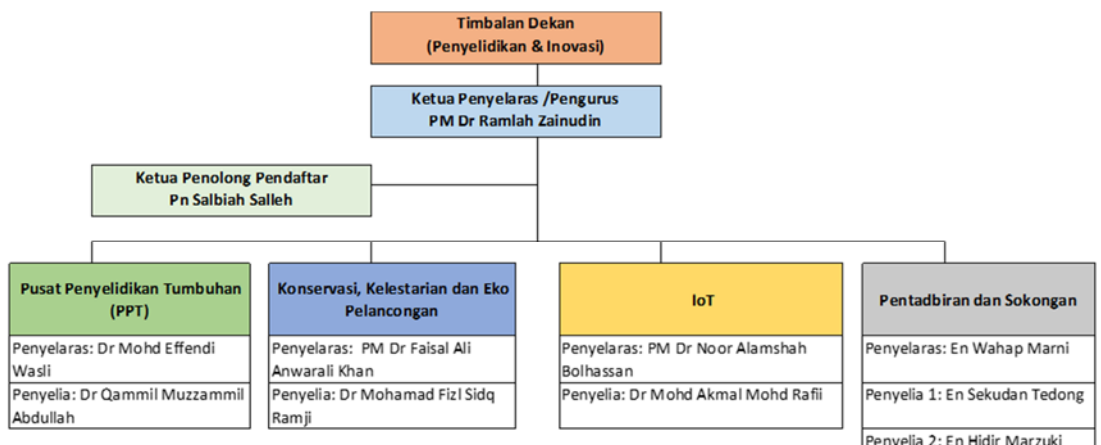 Timbalan Dekan
(Penyelidikan & Inovasi)
Ketua Penyelaras /Pengurus
PM Dr Ramlah Zainudin
Ketua Penolong Pendaftar
Pn Salbiah Salleh
Pusat Penyelidikan Tumbuhan
(PPT)
Penyelaras: Dr Mohd Effendi
Wasli
Penyelia: Dr Qammil Muzzammil
Abdullah
Konservasi, Kelestarian dan Eko
Pelancongan
Penyelaras: PM Dr Faisal Ali
Anwarali Khan
Penyelia: Dr Mohamad Fizl Sidq
Ramji
IoT
Penyelaras: PM Dr Noor Alamshah
Bolhassan
Penyelia: Dr Mohd Akmal Mohd Rafii
Pentadbiran dan Sokongan
Penyelaras: En Wahap Marni
Penyelia 1: En Sekudan Tedong
Penyelia 2: En Hidir Marzuki